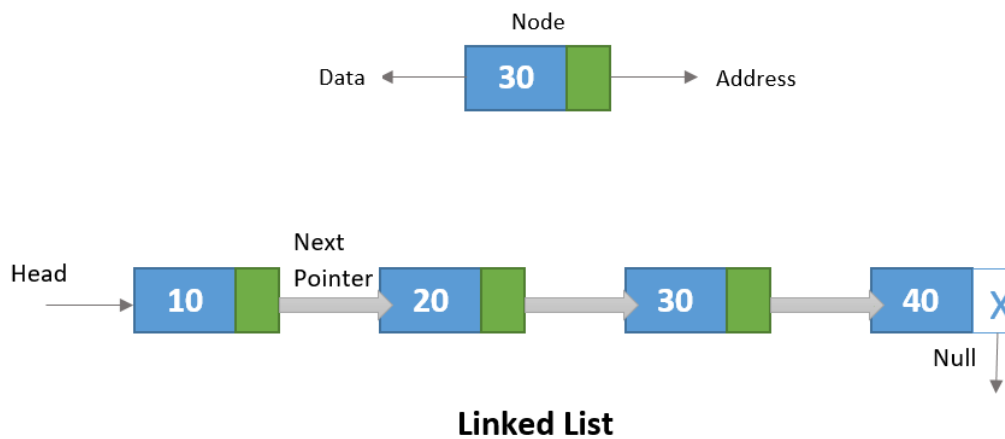 Node
Data 30 Address
Next
Pointer
Head
10 20 30 40 X
Null
Linked List